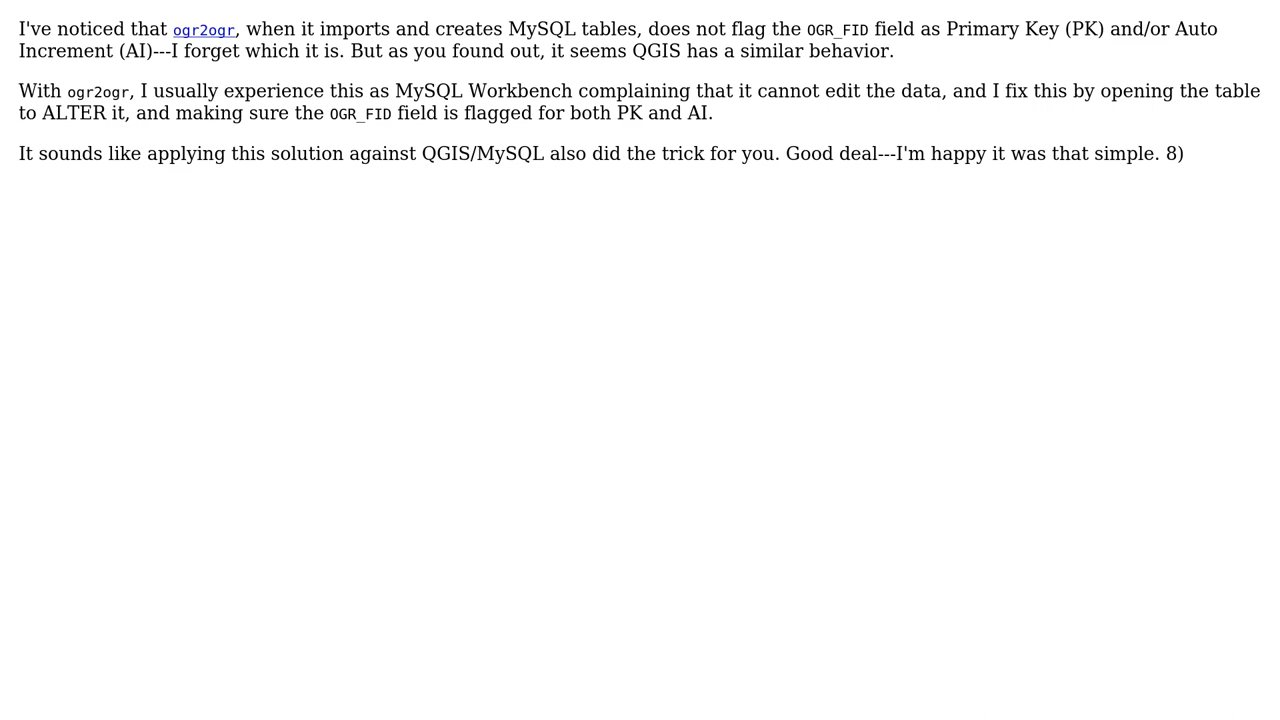 I've noticed that ogr2ogr, when it imports and creates MySQL tables, does not flag the OGR_FID field as Primary Key (PK) and/or Auto
Increment (AI)---I forget which it is. But as you found out, it seems QGIS has a similar behavior.
With ogr2ogr, I usually experience this as MySQL Workbench complaining that it cannot edit the data, and I fix this by opening the table
to ALTER it, and making sure the OGR_FID field is flagged for both PK and AI.
It sounds like applying this solution against QGIS/MySQL also did the trick for you. Good deal---I'm happy it was that simple. 8)